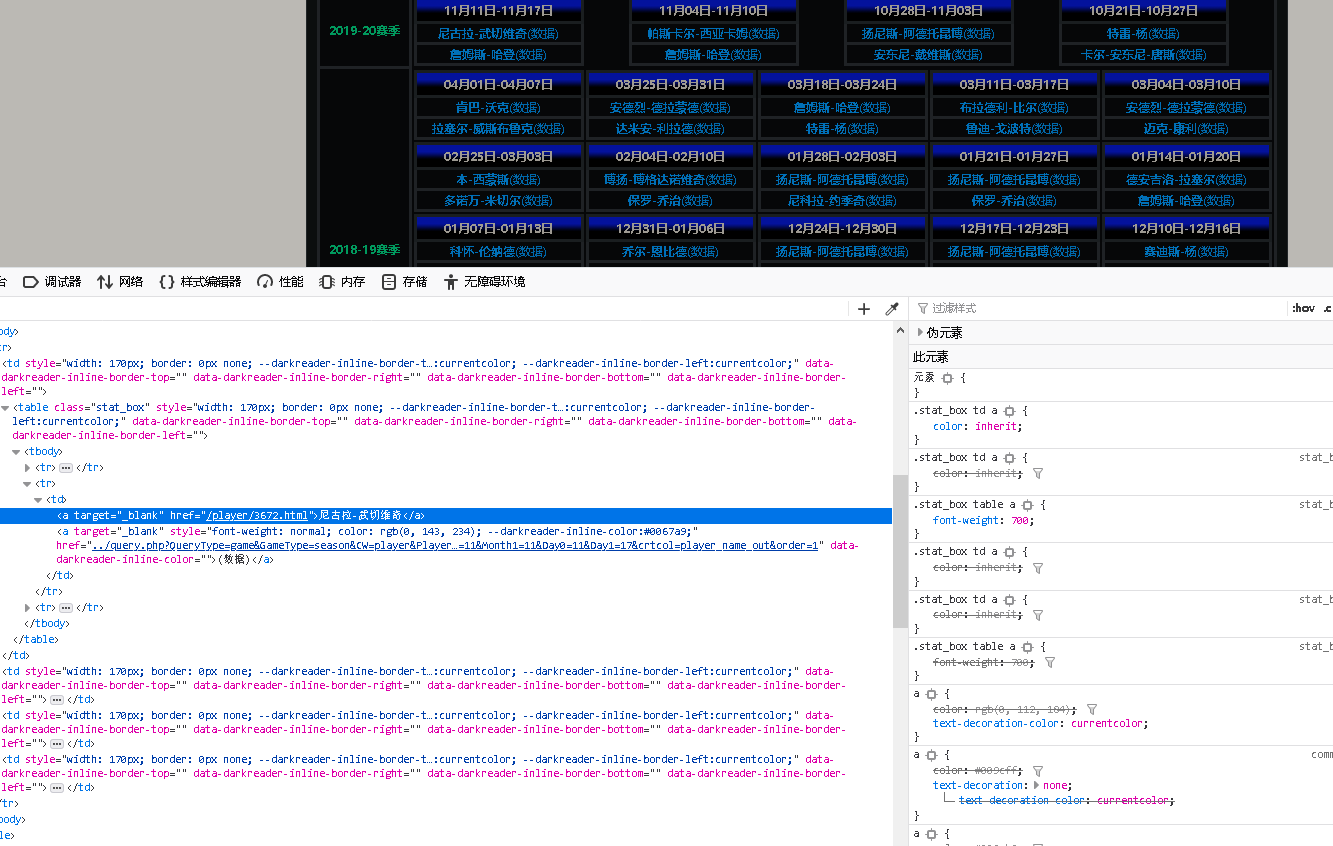 11月11日-11月17日 11月04日-11月10日 10月28日-11月03日 10月21日-10月27日
2019-20赛季 尼古拉-武切维奇(数据) 帕斯卡尔-西亚卡姆(数据) 扬尼斯-阿德托昆博(数据) 特雷-杨(数据)
詹姆斯-哈登(数据) 詹姆斯-哈登(数据) 安东尼-戴维斯(数据) 卡尔-安东尼-唐斯(数据)
04月01日-04月07日 03月25日-03月31日 03月18日-03月24日 03月11日-03月17日 03月04日-03月10日
肯巴-沃克(数据) 安德烈-德拉蒙德(数据) 詹姆斯-哈登(数据) 布拉德利-比尔(数据) 安德烈-德拉蒙德(数据)
拉塞尔-威斯布鲁克(数据) 达米安-利拉德(数据) 特雷-杨(数据) 鲁迪-戈波特(数据) 迈克-康利(数据)
02月25日-03月03日 02月04日-02月10日 01月28日-02月03日 01月21日-01月27日 01月14日-01月20日
本-西蒙斯(数据) 博扬-博格达诺维奇(数据) 扬尼斯-阿德托昆博(数据) 扬尼斯-阿德托昆博(数据) 德安吉洛-拉塞尔(数据)
多诺万-米切尔(数据) 保罗-乔治(数据) 尼科拉-约季奇(数据) 保罗-乔治(数据) 詹姆斯-哈登(数据)
01月07日-01月13日 12月31日-01月06日 12月24日-12月30日 12月17日-12月23日 12月10日-12月16日
2018-19赛季 科怀-伦纳德(数据) 乔尔-恩比德(数据) 扬尼斯-阿德托昆博(数据) 扬尼斯-阿德托昆博(数据) 赛迪斯-杨(数据)
台 调试器 网络 {} 样式编辑器 性能 内存 存储 无障碍环境
+ 过滤样式 :hov .c
ody>
r>
<td style="width: 170px; border: 0px none; --darkreader-inline-border-t…:currentcolor; --darkreader-inline-border-left:currentcolor;" data-
darkreader-inline-border-top="" data-darkreader-inline-border-right="" data-darkreader-inline-border-bottom="" data-darkreader-inline-border-
left="">
<table class="stat_box" style="width: 170px; border: 0px none; --darkreader-inline-border-t…:currentcolor; --darkreader-inline-border-
left:currentcolor;" data-darkreader-inline-border-top="" data-darkreader-inline-border-right="" data-darkreader-inline-border-bottom="" data-
darkreader-inline-border-left="">
<tbody>
<tr> ⋯ </tr>
<tr>
<td>
<a target="_blank" href="/player/3672.html">尼古拉-武切维奇</a>
<a target="_blank" style="font-weight: normal; color: rgb(0, 143, 234); --darkreader-inline-color:#0067a9;"
href="../query.php?QueryType=game&GameType=season&CW=player&Player…=11&Month1=11&Day0=11&Day1=17&crtcol=player_name_out&order=1" data-
darkreader-inline-color="">(数据)</a>
</td>
</tr>
<tr> ⋯ </tr>
</tbody>
</table>
</td>
<td style="width: 170px; border: 0px none; --darkreader-inline-border-t…:currentcolor; --darkreader-inline-border-left:currentcolor;" data-
darkreader-inline-border-top="" data-darkreader-inline-border-right="" data-darkreader-inline-border-bottom="" data-darkreader-inline-border-
left=""> ⋯ </td>
<td style="width: 170px; border: 0px none; --darkreader-inline-border-t…:currentcolor; --darkreader-inline-border-left:currentcolor;" data-
darkreader-inline-border-top="" data-darkreader-inline-border-right="" data-darkreader-inline-border-bottom="" data-darkreader-inline-border-
left=""> ⋯ </td>
<td style="width: 170px; border: 0px none; --darkreader-inline-border-t…:currentcolor; --darkreader-inline-border-left:currentcolor;" data-
darkreader-inline-border-top="" data-darkreader-inline-border-right="" data-darkreader-inline-border-bottom="" data-darkreader-inline-border-
left=""> ⋯ </td>
/tr>
body>
le>
伪元素
此元素
元素 {
}
.stat_box td a {
color: inherit;
}
.stat_box td a { stat_b
color: inherit;
}
.stat_box table a { stat_b
font-weight: 700;
}
.stat_box td a {
color: inherit;
}
.stat_box td a { stat_b
color: inherit;
}
.stat_box table a { stat_b
font-weight: 700;
}
a {
color: rgb(0, 112, 184);
text-decoration-color: currentcolor;
}
a { comm
color: #009cff;
text-decoration: none;
text-decoration-color: currentcolor;
}
a {